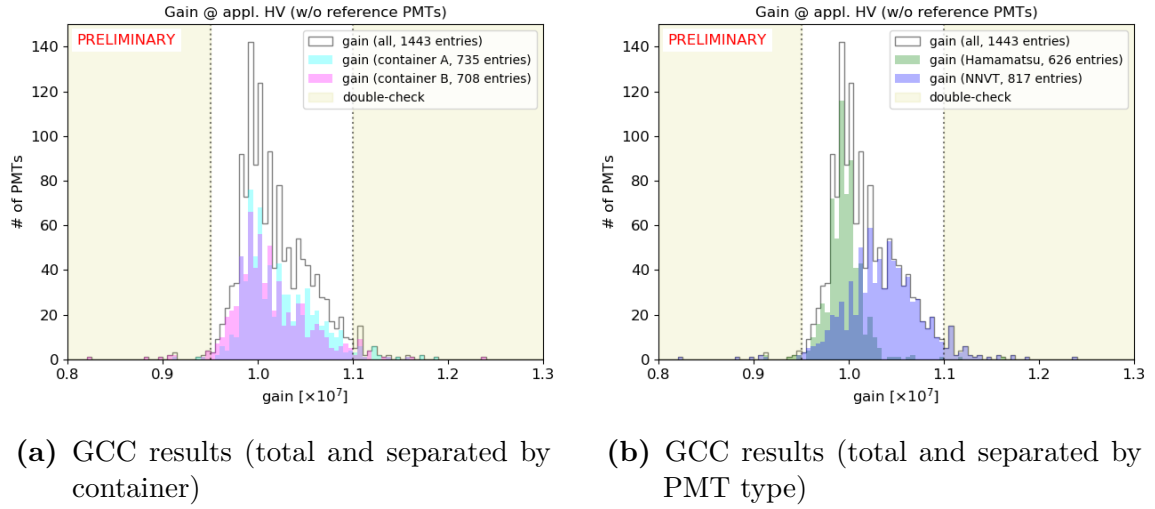 Gain @ appl. HV (w/o reference PMTs)
PRELIMINARY
gain (all, 1443 entries)
gain (container A, 735 entries)
gain (container B, 708 entries)
double-check
# of PMTs
140
120
100
80
60
40
20
0
0.8 0.9 1.0 1.1 1.2 1.3
gain [×10⁷]
(a) GCC results (total and separated by
container)
Gain @ appl. HV (w/o reference PMTs)
PRELIMINARY
gain (all, 1443 entries)
gain (Hamamatsu, 626 entries)
gain (NNVT, 817 entries)
double-check
# of PMTs
140
120
100
80
60
40
20
0
0.8 0.9 1.0 1.1 1.2 1.3
gain [×10⁷]
(b) GCC results (total and separated by
PMT type)